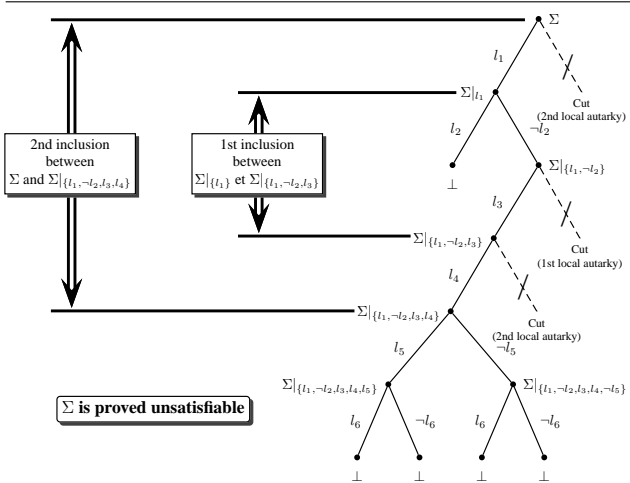 Σ
l₁
Cut
(2nd local autarky)
Σ|l₁
l₂
¬l₂
2nd inclusion
between
Σ and Σ|{l₁,¬l₂,l₃,l₄}
1st inclusion
between
Σ|{l₁} et Σ|{l₁,¬l₂,l₃}
⊥
Σ|{l₁,¬l₂}
l₃
Cut
(1st local autarky)
Σ|{l₁,¬l₂,l₃}
l₄
Cut
(2nd local autarky)
Σ|{l₁,¬l₂,l₃,l₄}
l₅
¬l₅
Σ|{l₁,¬l₂,l₃,l₄,l₅}
Σ|{l₁,¬l₂,l₃,l₄,¬l₅}
Σ is proved unsatisfiable
l₆
¬l₆
l₆
¬l₆
⊥
⊥
⊥
⊥